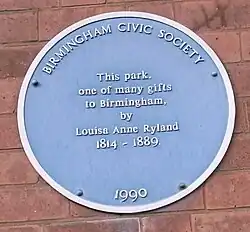 BIRMINGHAM CIVIC SOCIETY
This park,
one of many gifts
to Birmingham,
by
Louisa Anne Ryland
1814 - 1889.
1990